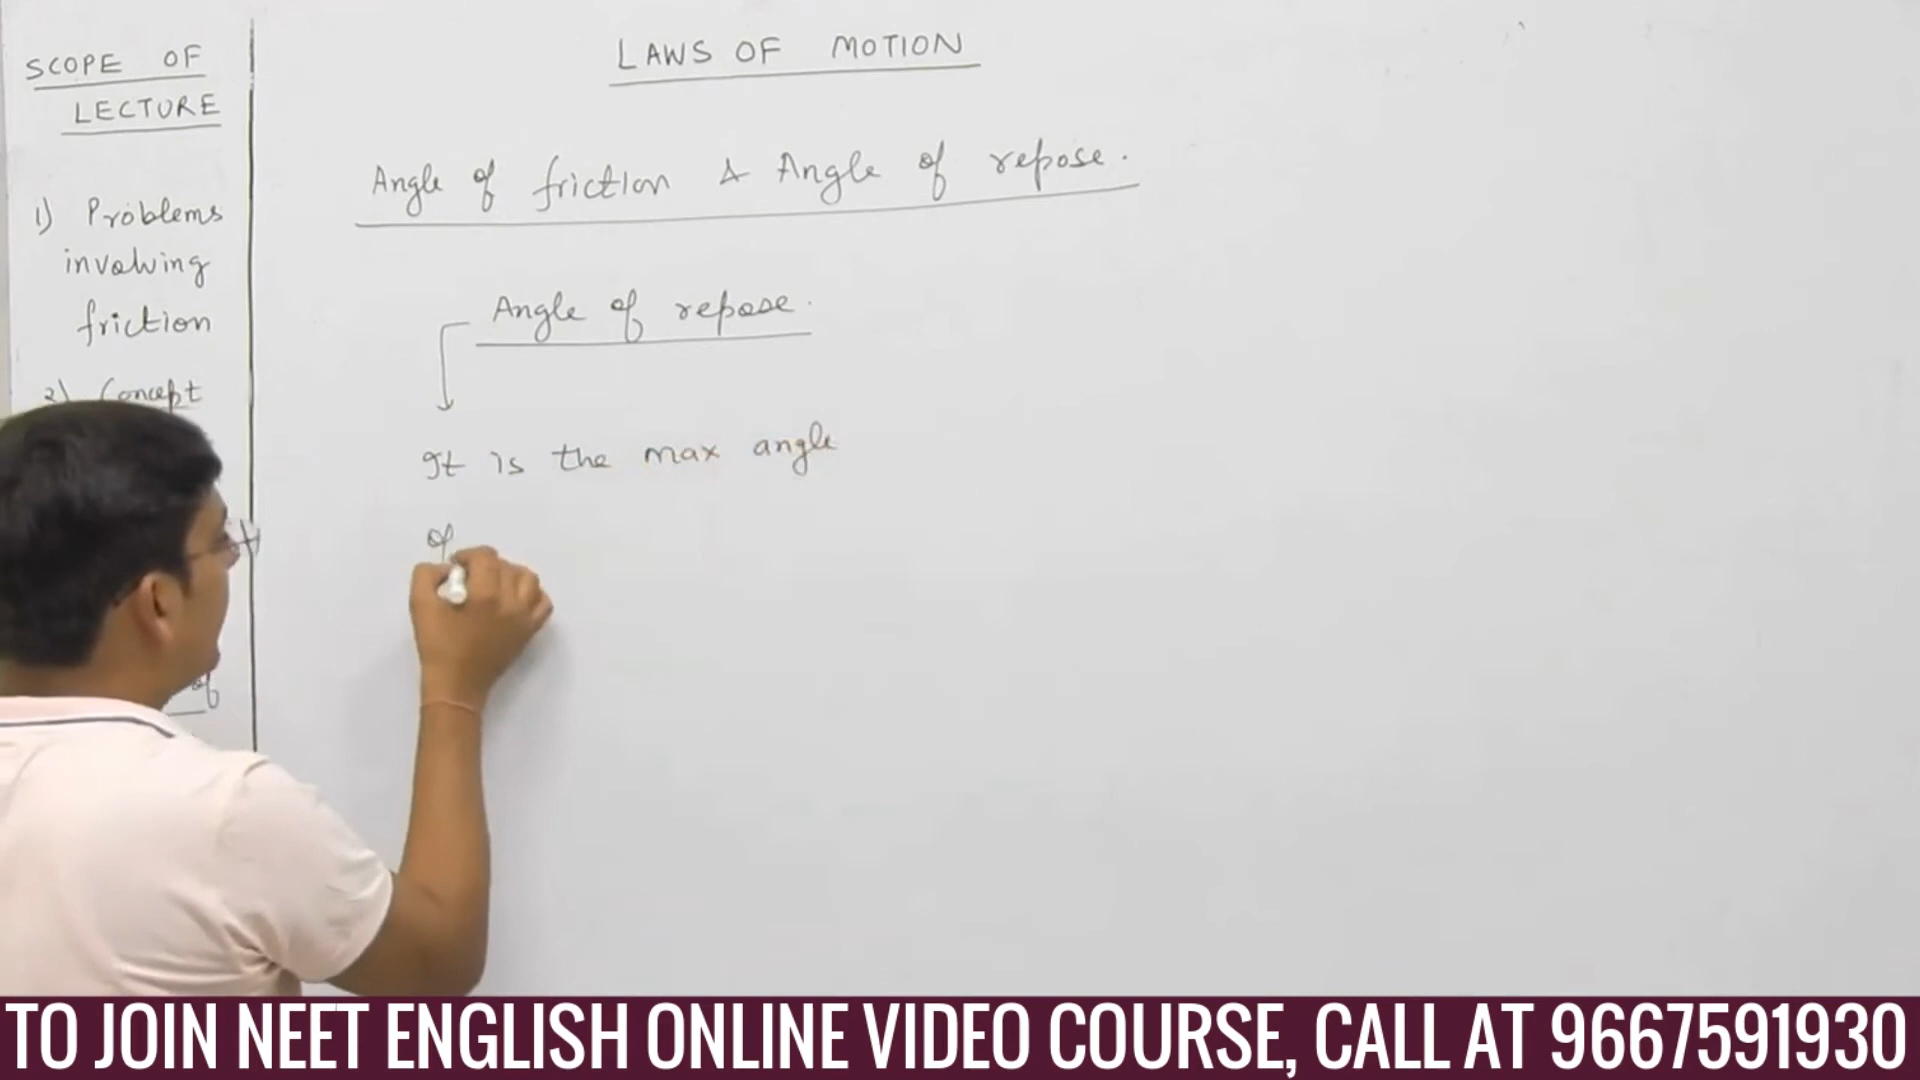 SCOPE OF
LECTURE
1) Problems
involving
friction
2) Concept
of
LAWS OF MOTION
Angle of friction & Angle of repose.
Angle of repose.
It is the max angle
of
TO JOIN NEET ENGLISH ONLINE VIDEO COURSE, CALL AT 9667591930